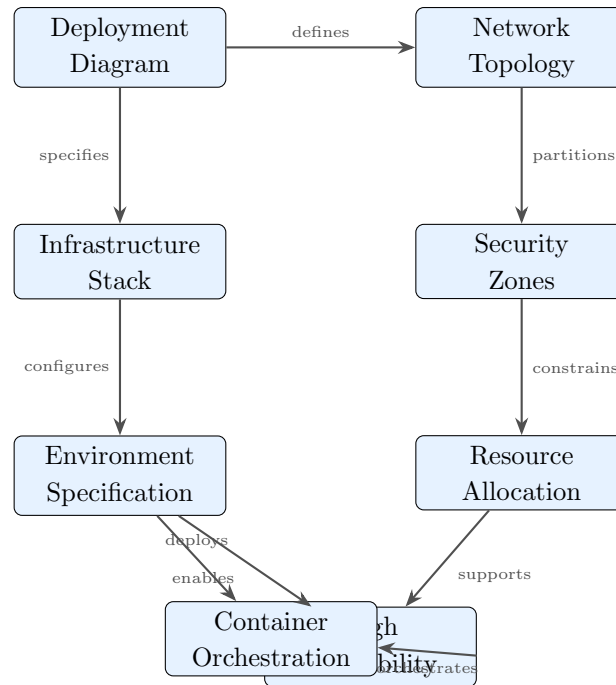 Deployment
Diagram
defines
Network
Topology
specifies
partitions
Infrastructure
Stack
Security
Zones
configures
constrains
Environment
Specification
Resource
Allocation
deploys
enables
supports
Container
Orchestration
orchestrates